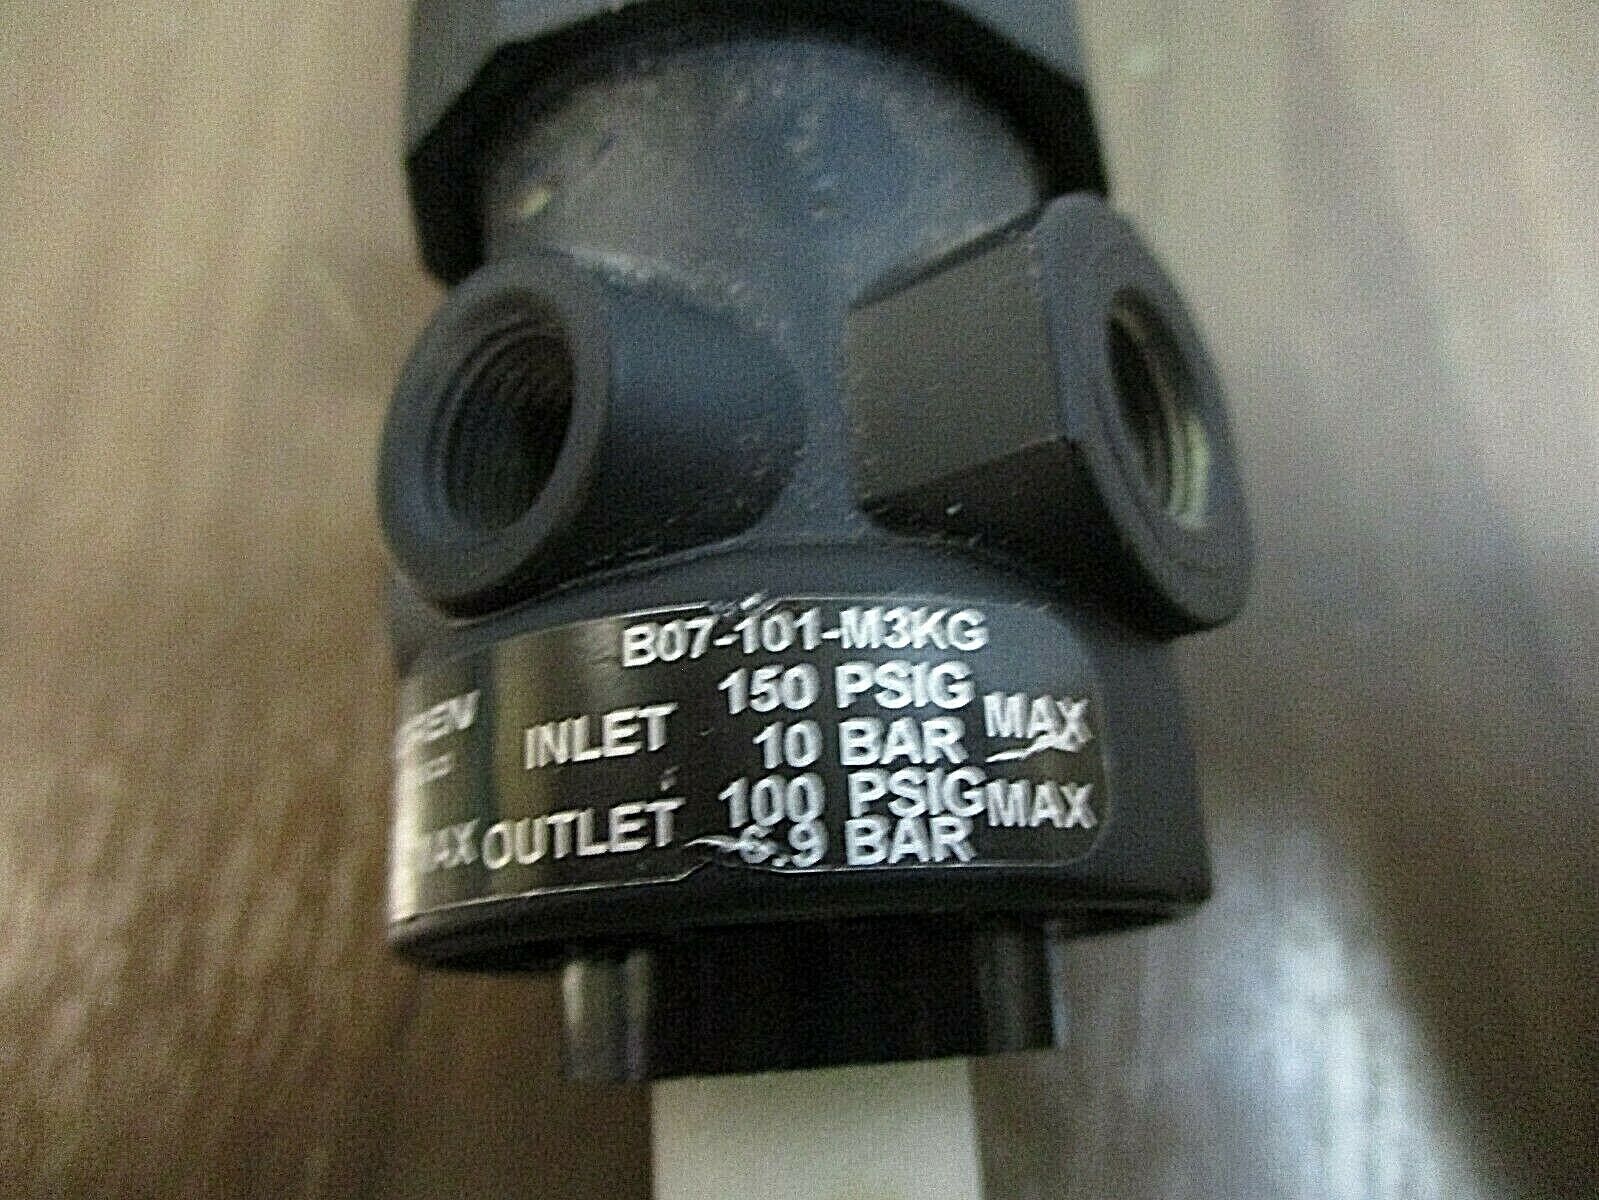 B07-101-M3KG
INLET 150 PSIG MAX
10 BAR
OUTLET 100 PSIG MAX
6.9 BAR